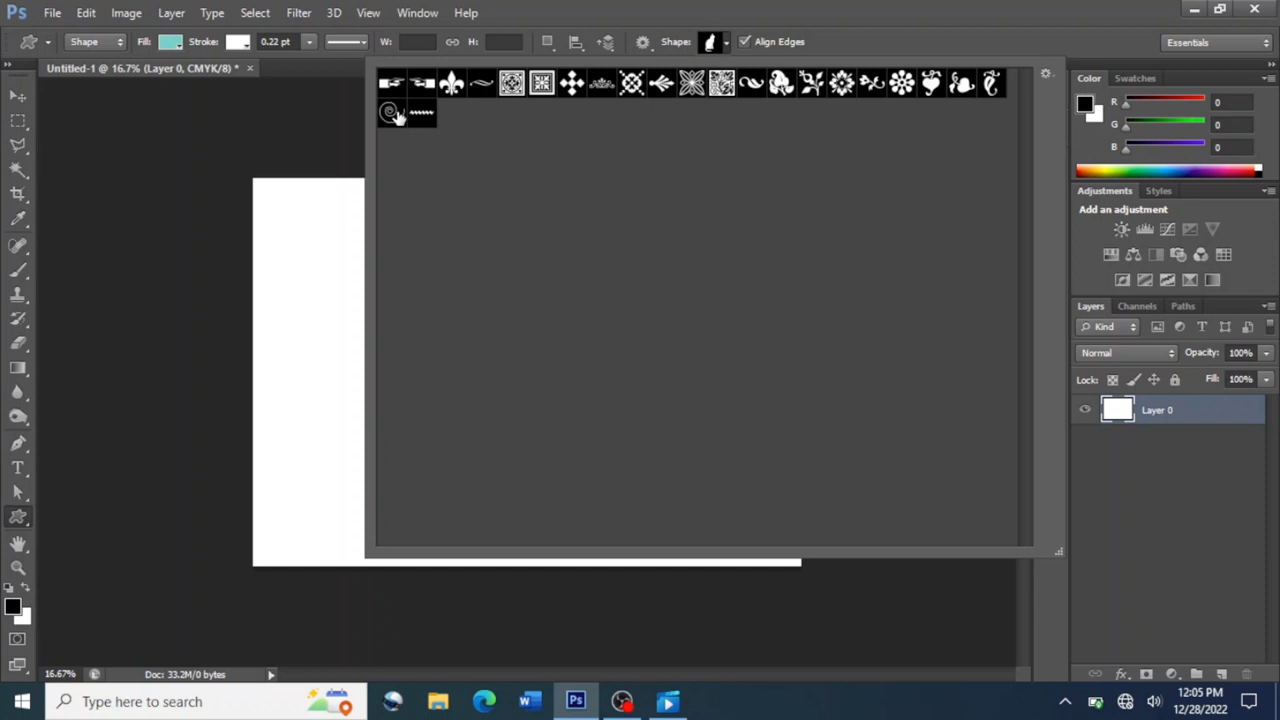 Ps File Edit Image Layer Type Select Filter 3D View Window Help
Shape Fill: Stroke: 0.22 pt W: H: Shape: Align Edges Essentials
Untitled-1 @ 16.7% (Layer 0, CMYK/8) *
Color Swatches
R 0
G 0
B 0
Adjustments Styles
Add an adjustment
Layers Channels Paths
Kind
Normal Opacity: 100%
Lock: Fill: 100%
Layer 0
16.67% Doc: 33.2M/0 bytes
Type here to search
12:05 PM
12/28/2022